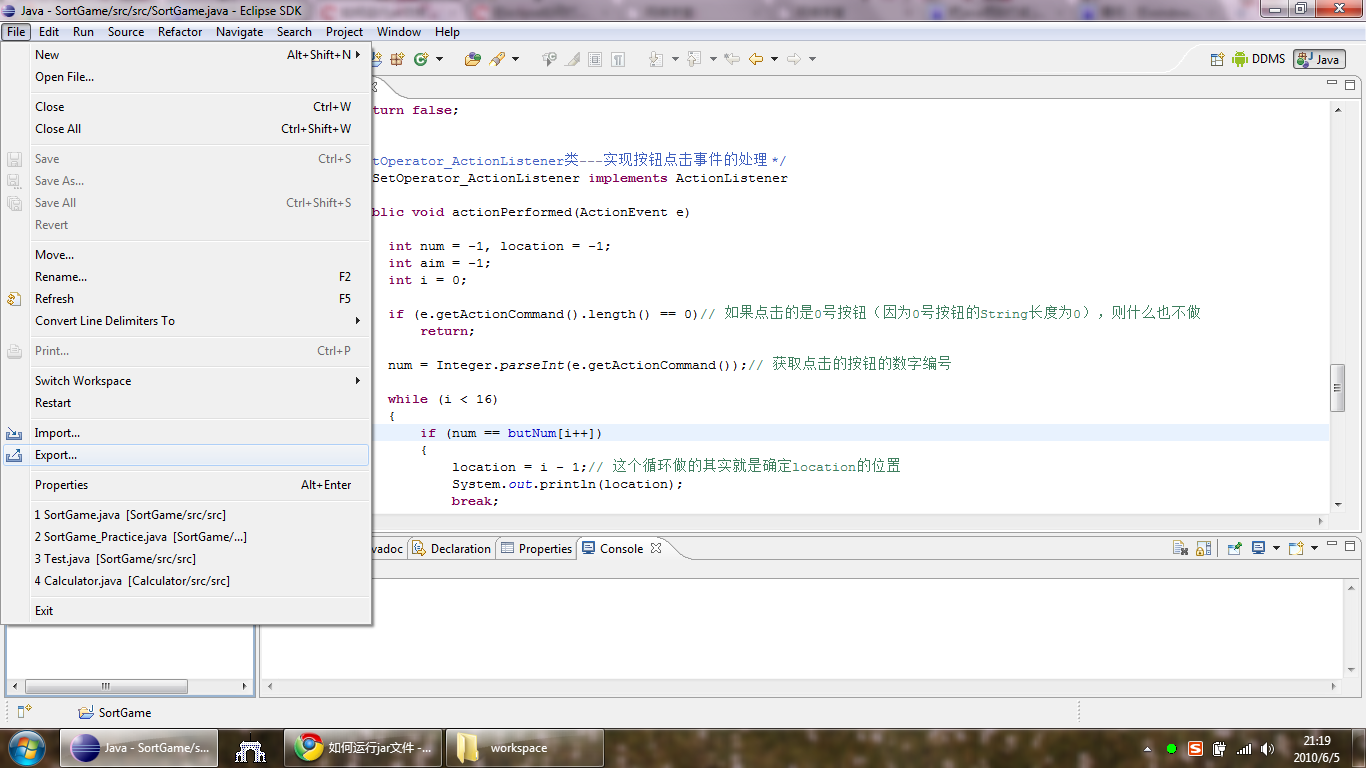 Java - SortGame/src/src/SortGame.java - Eclipse SDK
File Edit Run Source Refactor Navigate Search Project Window Help
New Alt+Shift+N
Open File...
Close Ctrl+W
Close All Ctrl+Shift+W
Save Ctrl+S
Save As...
Save All Ctrl+Shift+S
Revert
Move...
Rename... F2
Refresh F5
Convert Line Delimiters To
Print... Ctrl+P
Switch Workspace
Restart
Import...
Export...
Properties Alt+Enter
1 SortGame.java [SortGame/src/src]
2 SortGame_Practice.java [SortGame/...]
3 Test.java [SortGame/src/src]
4 Calculator.java [Calculator/src/src]
Exit
DDMS Java
turn false;
tOperator_ActionListener类---实现按钮点击事件的处理 */
SetOperator_ActionListener implements ActionListener
blic void actionPerformed(ActionEvent e)
int num = -1, location = -1;
int aim = -1;
int i = 0;
if (e.getActionCommand().length() == 0)// 如果点击的是0号按钮（因为0号按钮的String长度为0），则什么也不做
return;
num = Integer.parseInt(e.getActionCommand());// 获取点击的按钮的数字编号
while (i < 16)
{
if (num == butNum[i++])
{
location = i - 1;// 这个循环做的其实就是确定location的位置
System.out.println(location);
break;
vadoc Declaration Properties Console
SortGame
Java - SortGame/s... 如何运行jar文件 -... workspace
21:19
2010/6/5